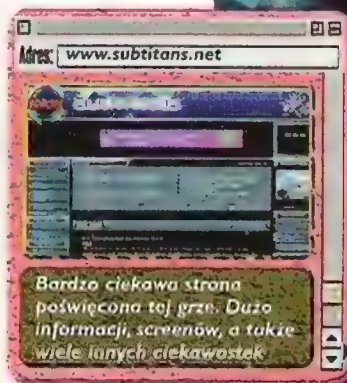 Adres: www.subtitans.net
Bardzo ciekawa strona
poświęcona tej grze. Dużo
informacji, screenów, a także
wiele innych ciekawostek